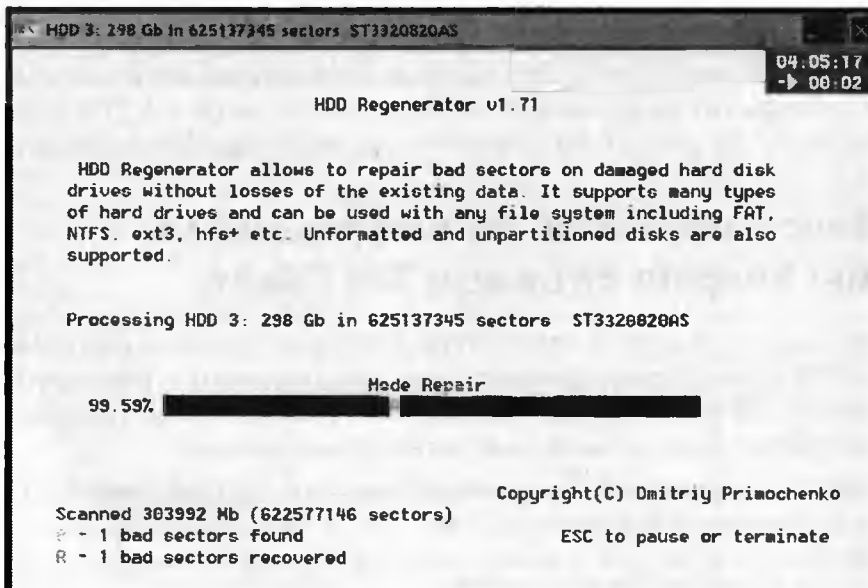 HDD 3: 298 Gb in 625137345 sectors ST3320820AS
04:05:17
00:02
HDD Regenerator v1.71
HDD Regenerator allows to repair bad sectors on damaged hard disk
drives without losses of the existing data. It supports many types
of hard drives and can be used with any file system including FAT,
NTFS, ext3, hfs+ etc. Unformatted and unpartitioned disks are also
supported.
Processing HDD 3: 298 Gb in 625137345 sectors ST3320820AS
Mode Repair
99.59%
Copyright(C) Dmitriy Primochenko
Scanned 303992 Mb (622577146 sectors)
- 1 bad sectors found
ESC to pause or terminate
R - 1 bad sectors recovered